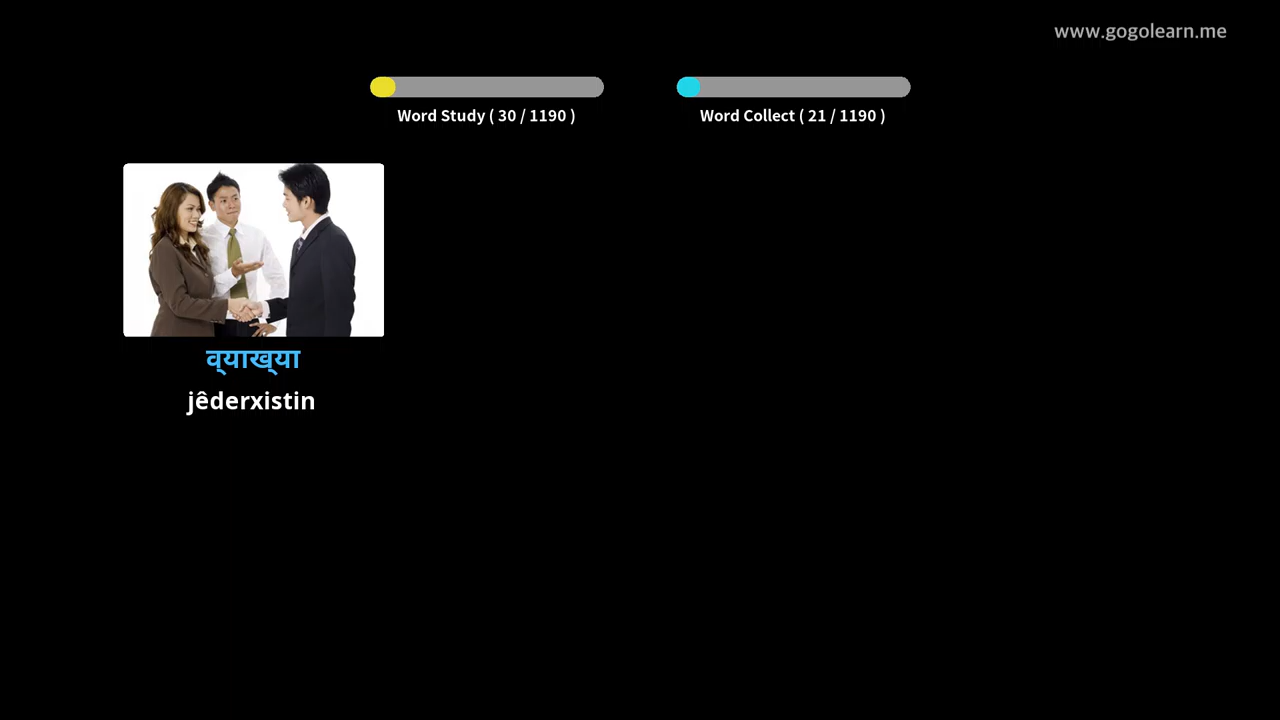 www.gogolearn.me
Word Study ( 30 / 1190 )
Word Collect ( 21 / 1190 )
व्याख्या
jêderxistin